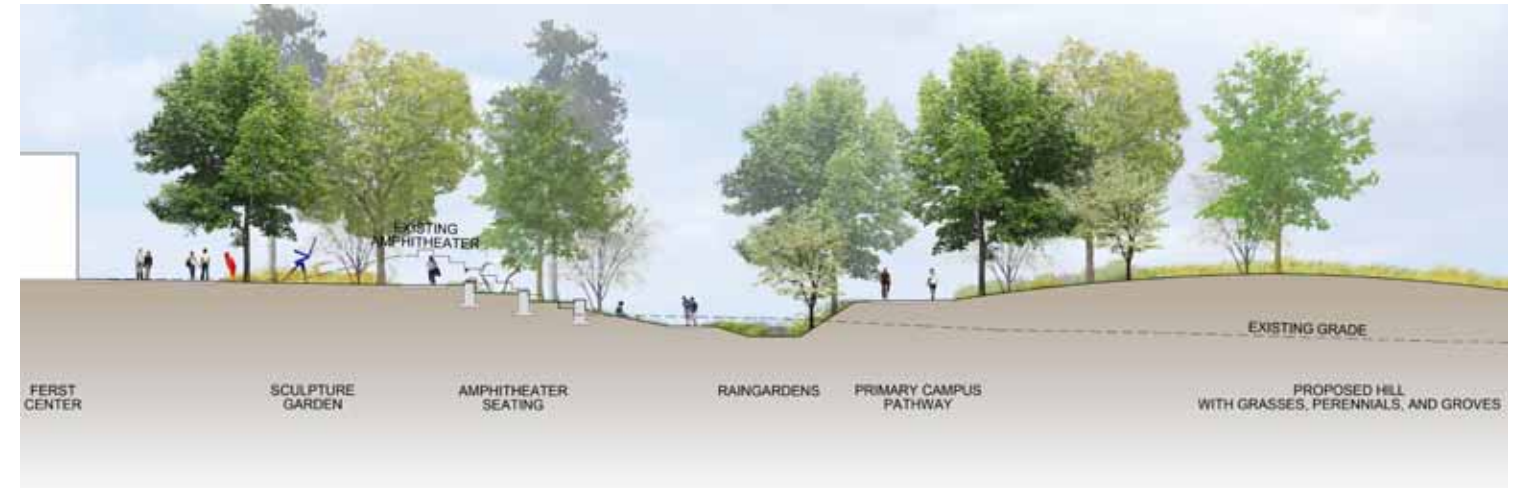 EXISTING
AMPHITHEATER
EXISTING GRADE
FERST
CENTER
SCULPTURE
GARDEN
AMPHITHEATER
SEATING
RAINGARDENS
PRIMARY CAMPUS
PATHWAY
PROPOSED HILL
WITH GRASSES, PERENNIALS, AND GROVES